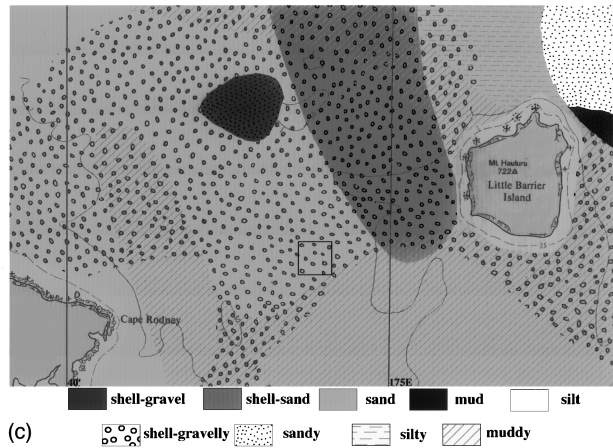 Mt Hauturu
722△
Little Barrier
Island
35
Cape Rodney
40'
175E
shell-gravel shell-sand sand mud silt
(c) shell-gravelly sandy silty muddy